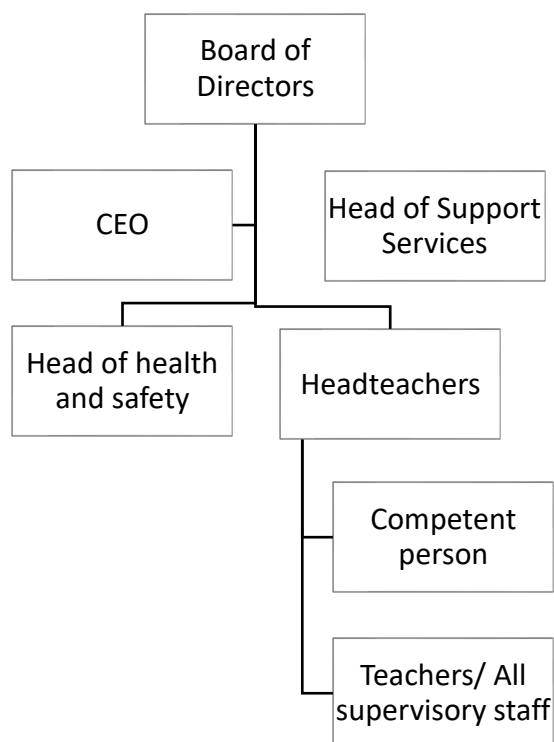 Board of
Directors
CEO
Head of Support
Services
Head of health
and safety
Headteachers
Competent
person
Teachers/ All
supervisory staff